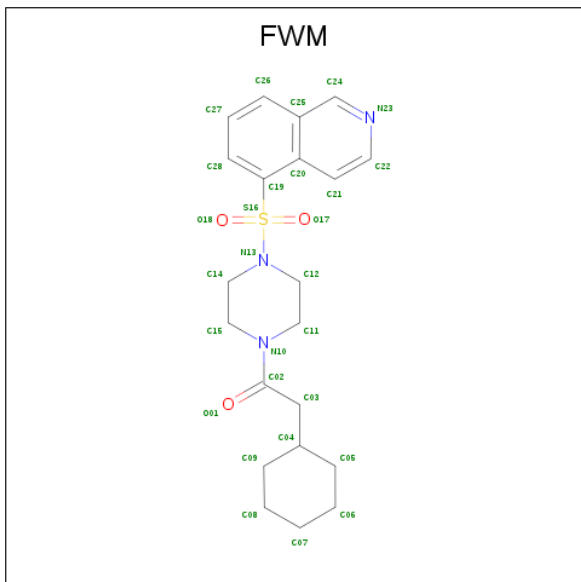 FWM
C26 C24
C27 C25 N23
C28 C20 C22
C19 C21
S16
O18 O S O O17
N13 N
C14 C12
C15 C11
N N10
C02 C03
O O01
C04
C09 C05
C08 C06
C07
N